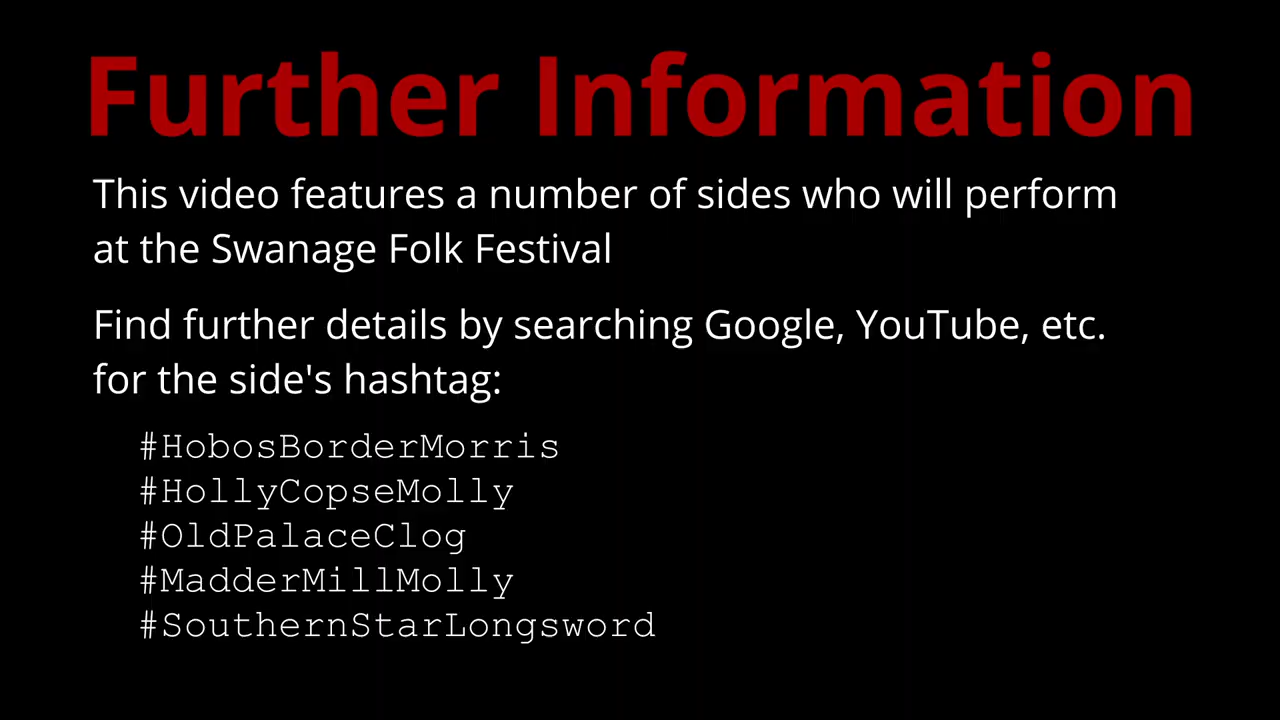 Further Information
This video features a number of sides who will perform
at the Swanage Folk Festival
Find further details by searching Google, YouTube, etc.
for the side's hashtag:
#HobosBorderMorris
#HollyCopseMolly
#OldPalaceClog
#MadderMillMolly
#SouthernStarLongsword